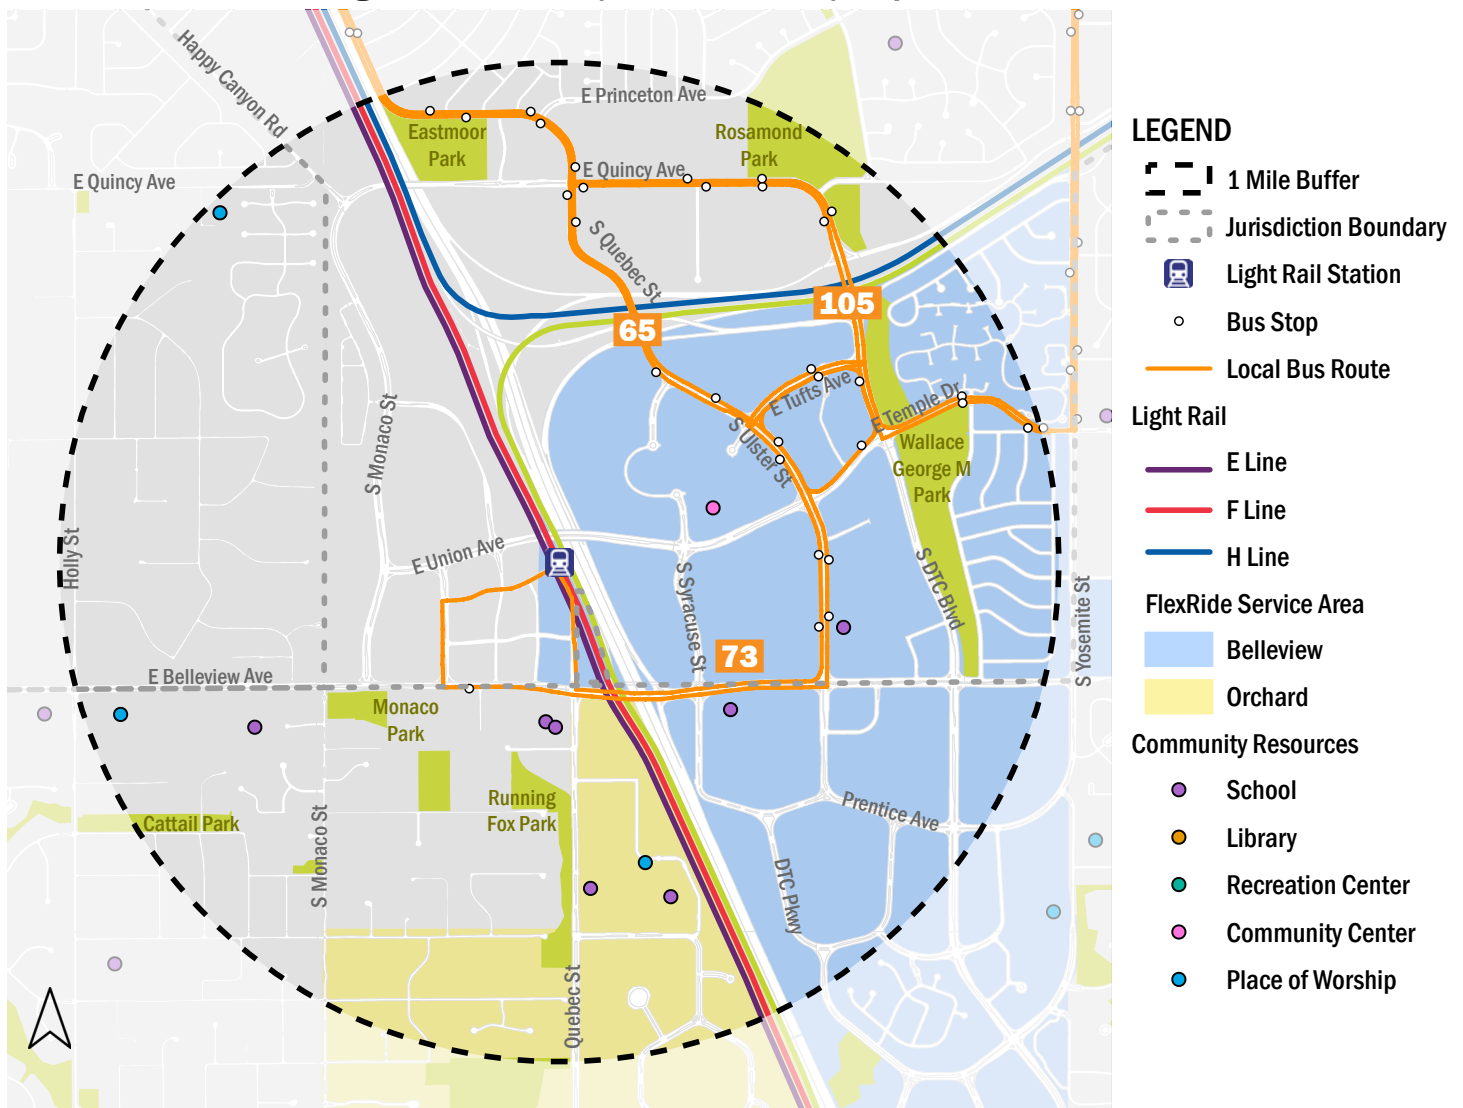 Happy Canyon Rd
E Princeton Ave
Eastmoor
Park
Rosamond
Park
E Quincy Ave
E Quincy Ave
S Quebec St
105
65
E Tufts Ave
E Temple Dr
S Monaco St
S Ulster St
Wallace
George M
Park
Holly St
E Union Ave
S Syracuse St
S DTC Blvd
S Yosemite St
73
E Belleview Ave
Monaco
Park
Running
Fox Park
Prentice Ave
Cattail Park
S Monaco St
DTC Pkwy
Quebec St
LEGEND
1 Mile Buffer
Jurisdiction Boundary
Light Rail Station
Bus Stop
Local Bus Route
Light Rail
E Line
F Line
H Line
FlexRide Service Area
Belleview
Orchard
Community Resources
School
Library
Recreation Center
Community Center
Place of Worship